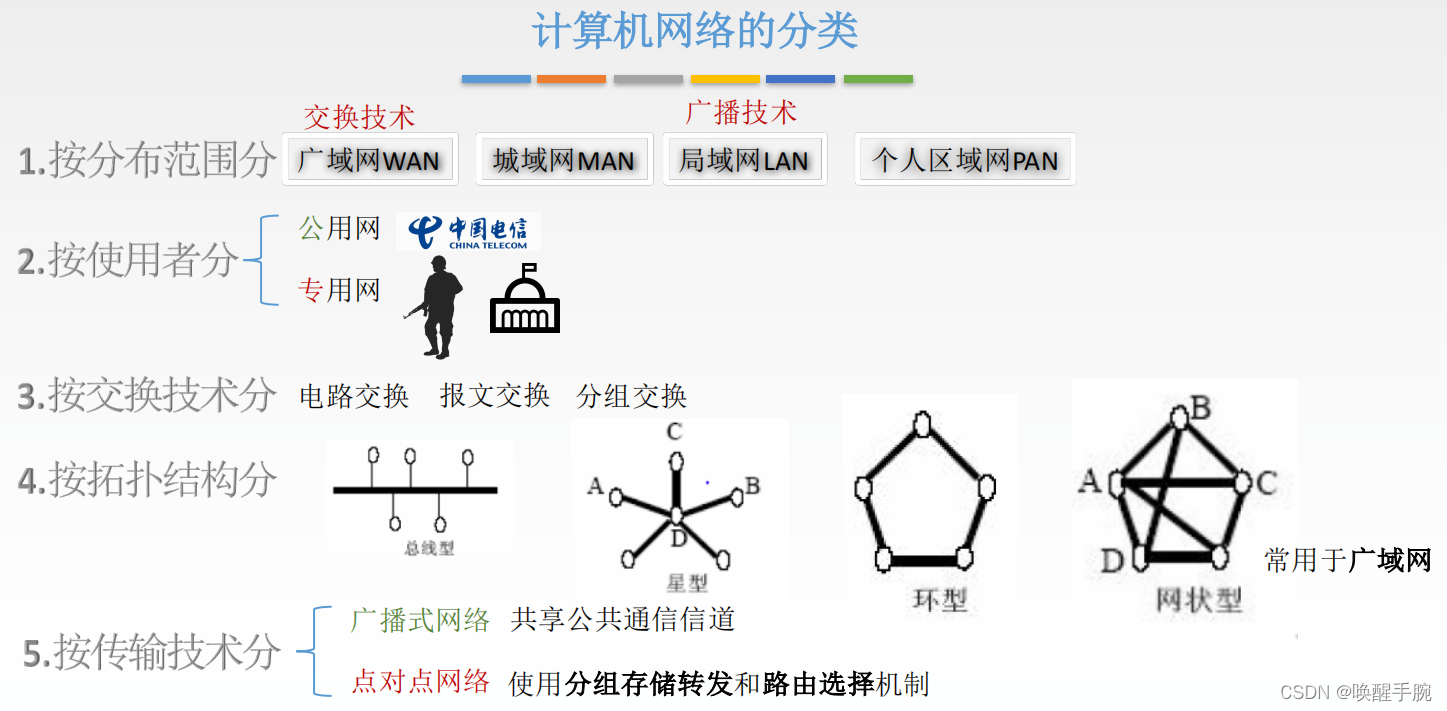 计算机网络的分类
交换技术
广播技术
1.按分布范围分
广域网WAN
城域网MAN
局域网LAN
个人区域网PAN
2.按使用者分
公用网
中国电信
CHINA TELECOM
专用网
3.按交换技术分
电路交换
报文交换
分组交换
4.按拓扑结构分
总线型
C
A
B
D
星型
环型
B
A
C
D
网状型
常用于广域网
5.按传输技术分
广播式网络 共享公共通信信道
点对点网络 使用分组存储转发和路由选择机制
CSDN @唤醒手腕